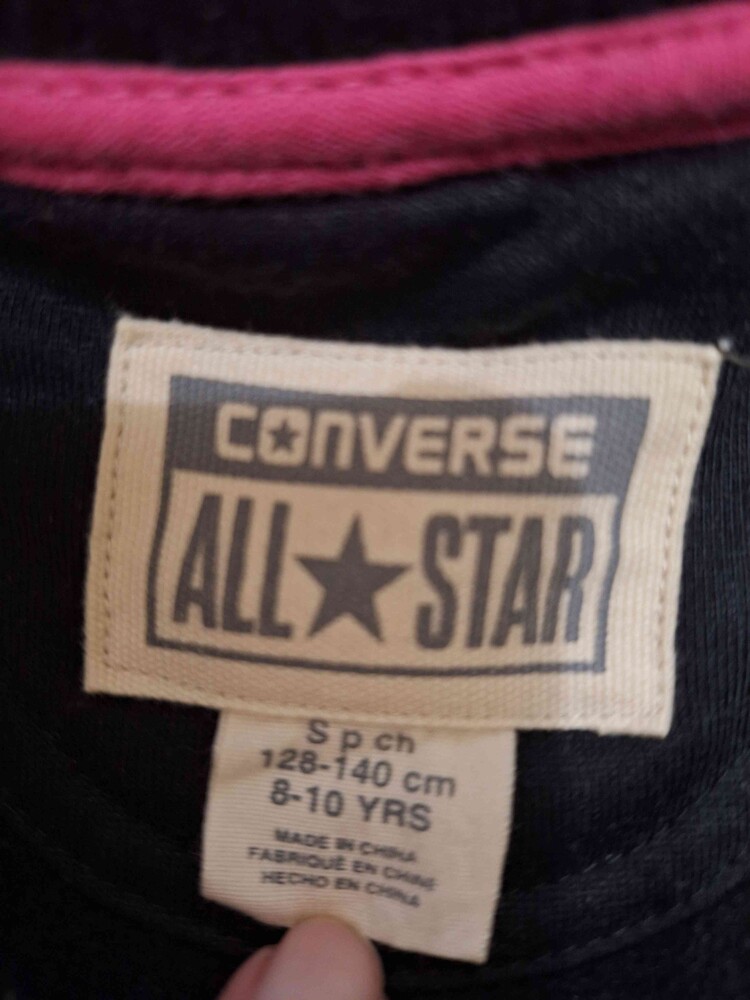 CONVERSE
ALL★STAR
S p ch
128-140 cm
8-10 YRS
MADE IN CHINA
FABRIQUÉ EN CHINE
HECHO EN CHINA